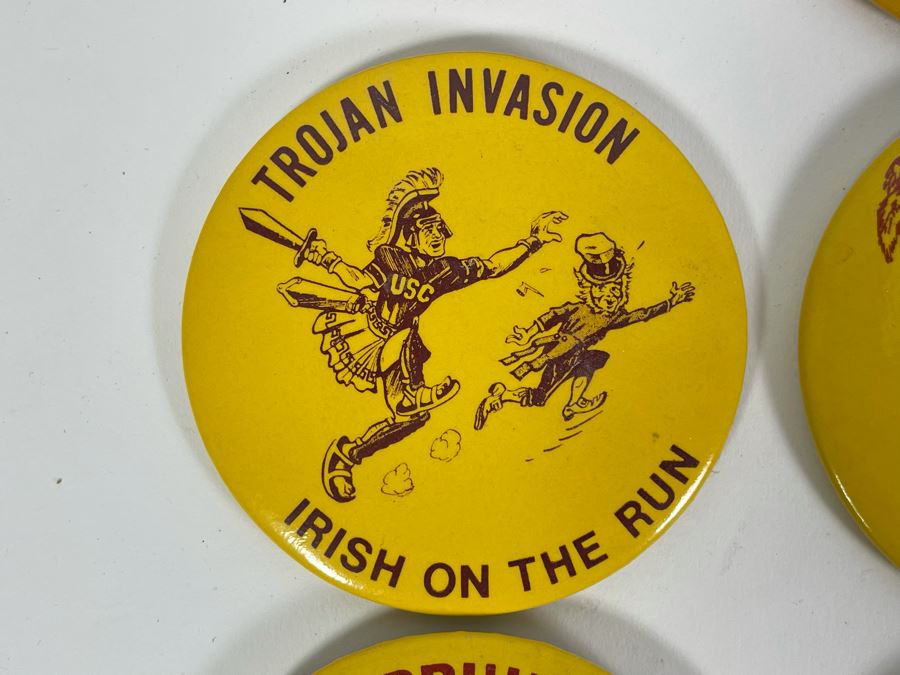 TROJAN INVASION
USC
IRISH ON THE RUN